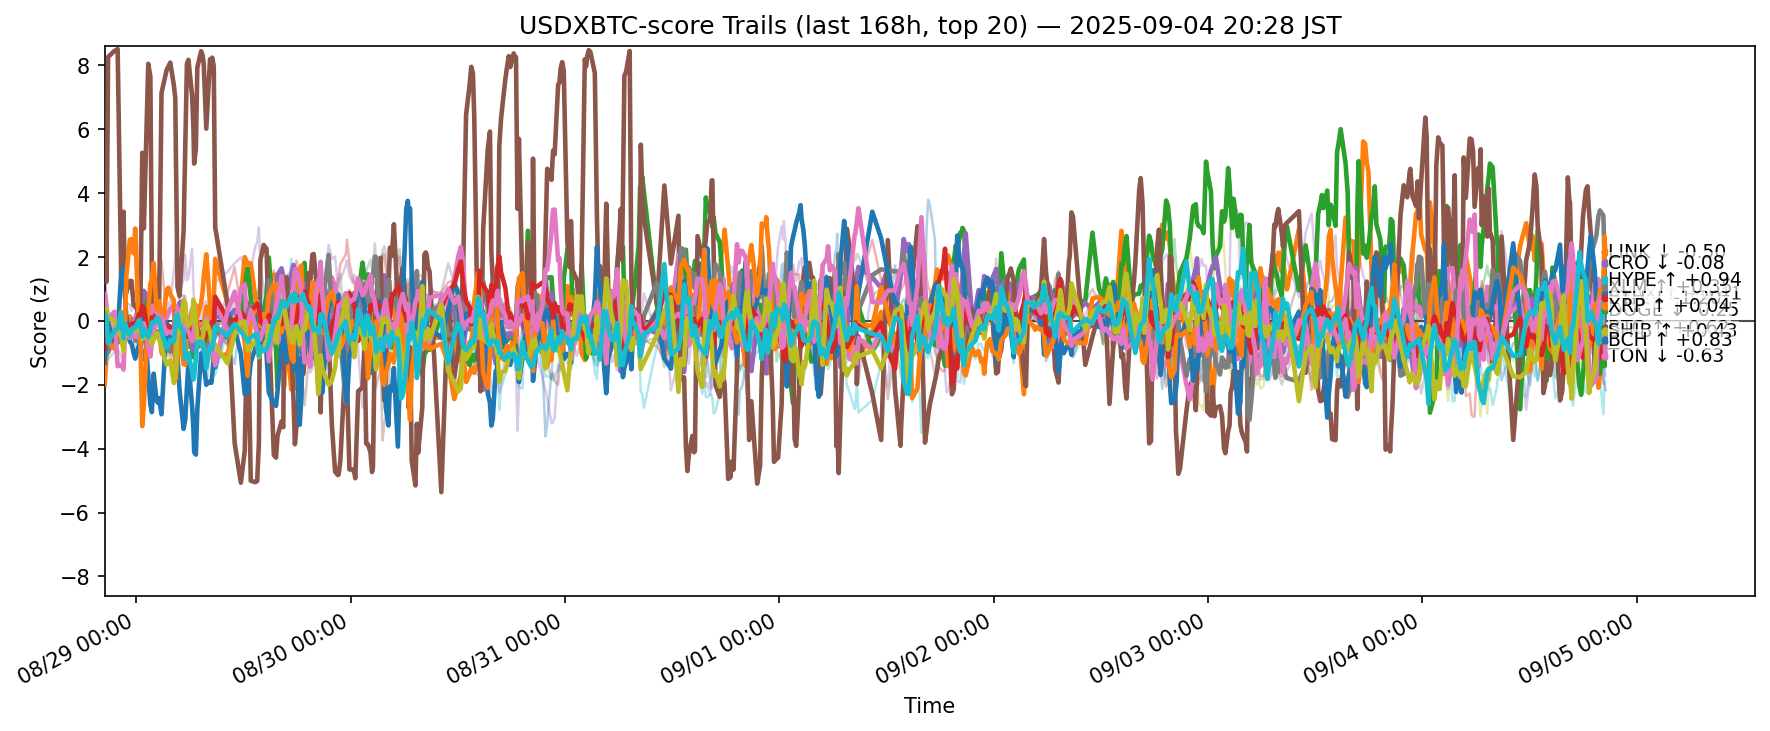 USDXBTC-score Trails (last 168h, top 20) — 2025-09-04 20:28 JST
Score (z)
8
6
4
2
0
−2
−4
−6
−8
LINK ↓ -0.50
CRO ↓ -0.08
HYPE ↑ +0.94
XRP ↑ +0.04
DOGE ↓
BCH ↑ +0.83
TON ↓ -0.63
08/29 00:00
08/30 00:00
08/31 00:00
09/01 00:00
09/02 00:00
09/03 00:00
09/04 00:00
09/05 00:00
Time